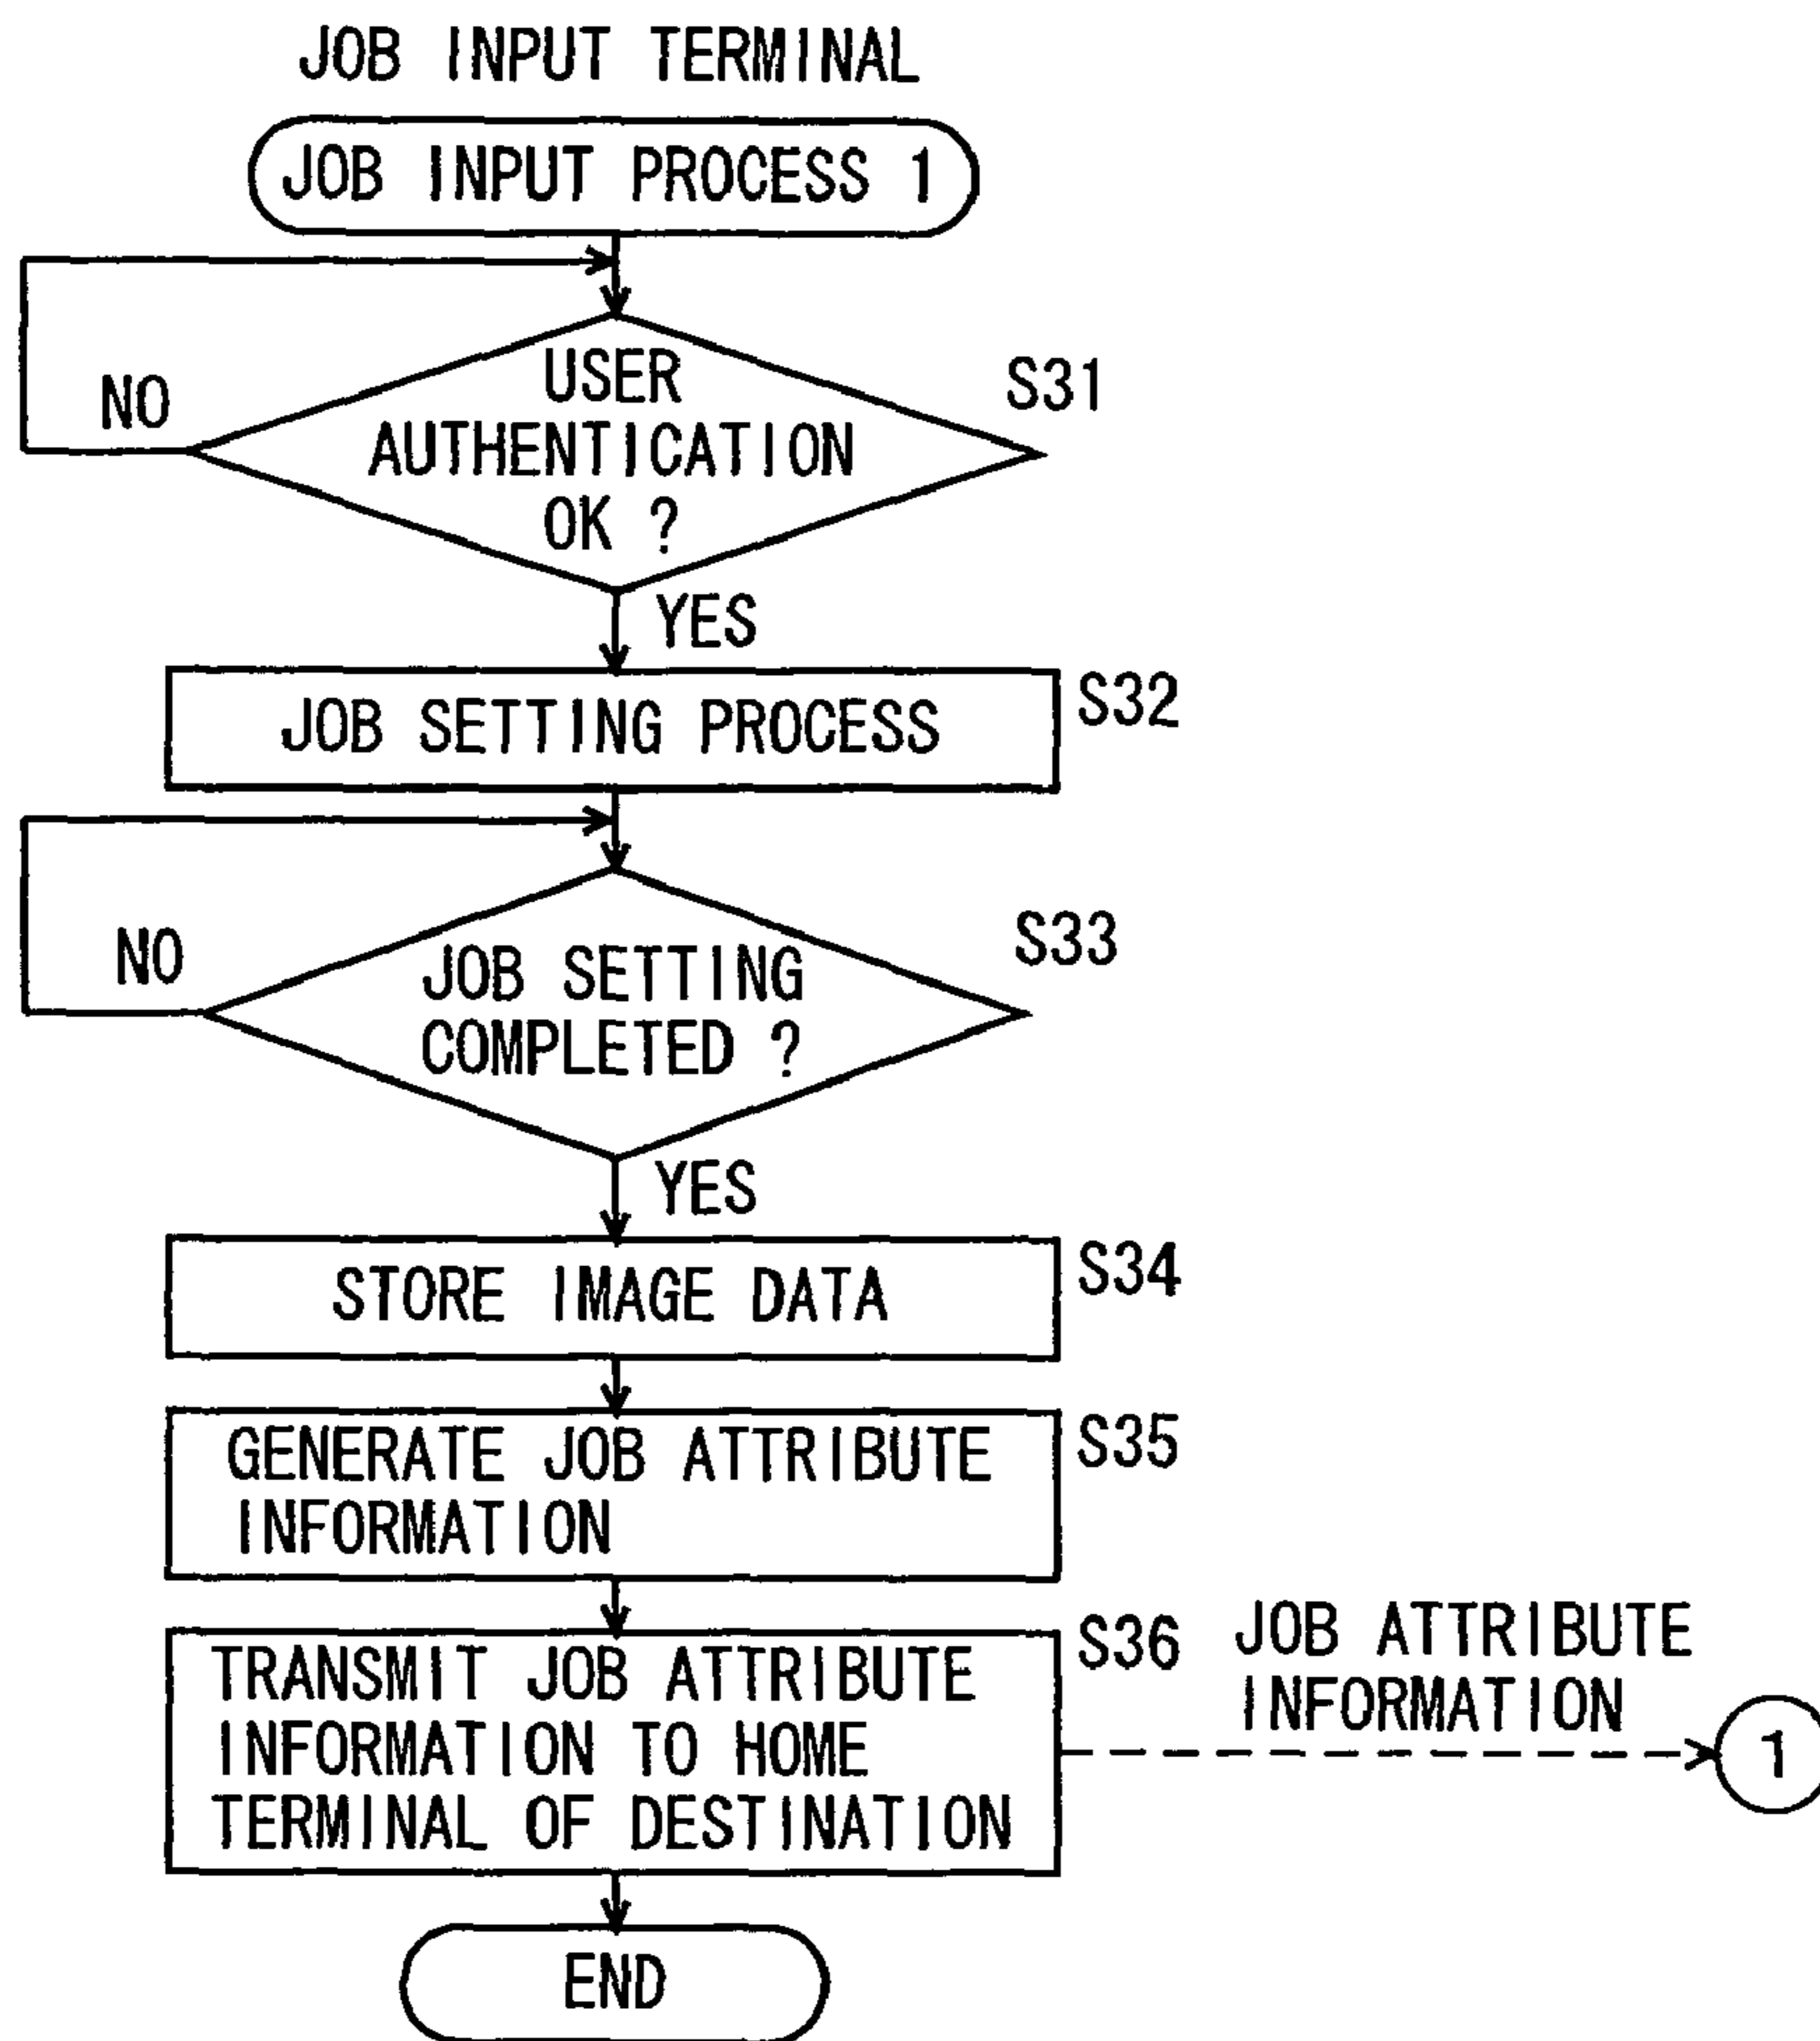 JOB INPUT TERMINAL
JOB INPUT PROCESS 1
USER
AUTHENTICATION
OK ?
S31
NO
YES
JOB SETTING PROCESS
S32
JOB SETTING
COMPLETED ?
S33
NO
YES
STORE IMAGE DATA
S34
GENERATE JOB ATTRIBUTE
INFORMATION
S35
TRANSMIT JOB ATTRIBUTE
INFORMATION TO HOME
TERMINAL OF DESTINATION
S36
JOB ATTRIBUTE
INFORMATION
1
END